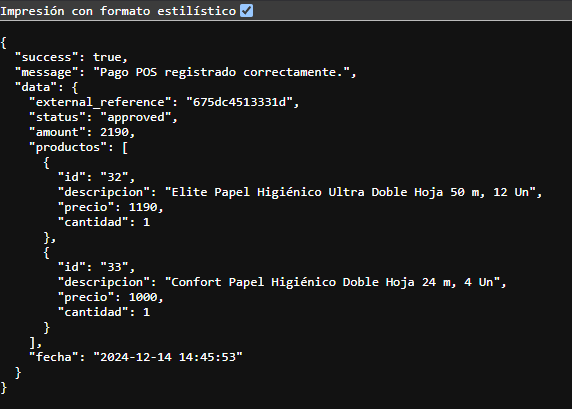 Impresión con formato estilístico
{
  "success": true,
  "message": "Pago POS registrado correctamente.",
  "data": {
    "external_reference": "675dc4513331d",
    "status": "approved",
    "amount": 2190,
    "productos": [
      {
        "id": "32",
        "descripcion": "Elite Papel Higiénico Ultra Doble Hoja 50 m, 12 Un",
        "precio": 1190,
        "cantidad": 1
      },
      {
        "id": "33",
        "descripcion": "Confort Papel Higiénico Doble Hoja 24 m, 4 Un",
        "precio": 1000,
        "cantidad": 1
      }
    ],
    "fecha": "2024-12-14 14:45:53"
  }
}